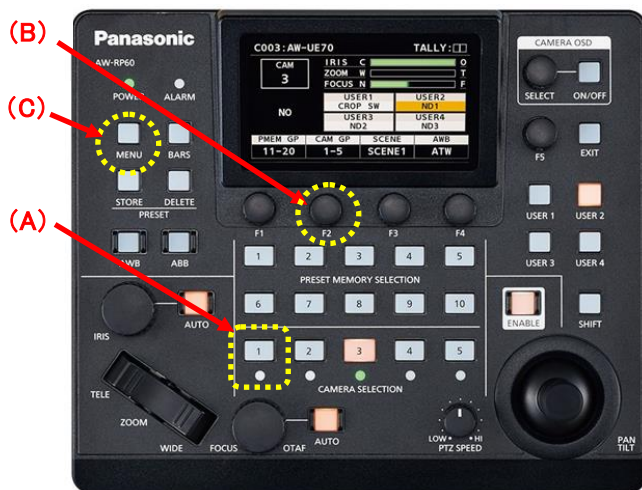 (B)
(C)
(A)
Panasonic
AW-RP60
POWER
ALARM
MENU
BARS
STORE
DELETE
PRESET
AWB
ABB
C003:AW-UE70 TALLY:□□
CAM
3
IRIS C O
ZOOM W T
FOCUS N F
NO
USER1
CROP SW
USER2
ND1
USER3
ND2
USER4
ND3
PMEM GP CAM GP SCENE AWB
11-20 1-5 SCENE1 ATW
CAMERA OSD
SELECT
ON/OFF
F5
EXIT
F1
F2
F3
F4
USER 1
USER 2
USER 3
USER 4
1 2 3 4 5
PRESET MEMORY SELECTION
6 7 8 9 10
IRIS
AUTO
ENABLE
SHIFT
1 2 3 4 5
CAMERA SELECTION
TELE
ZOOM
WIDE
FOCUS
OTAF
AUTO
LOW
HI
PTZ SPEED
PAN
TILT